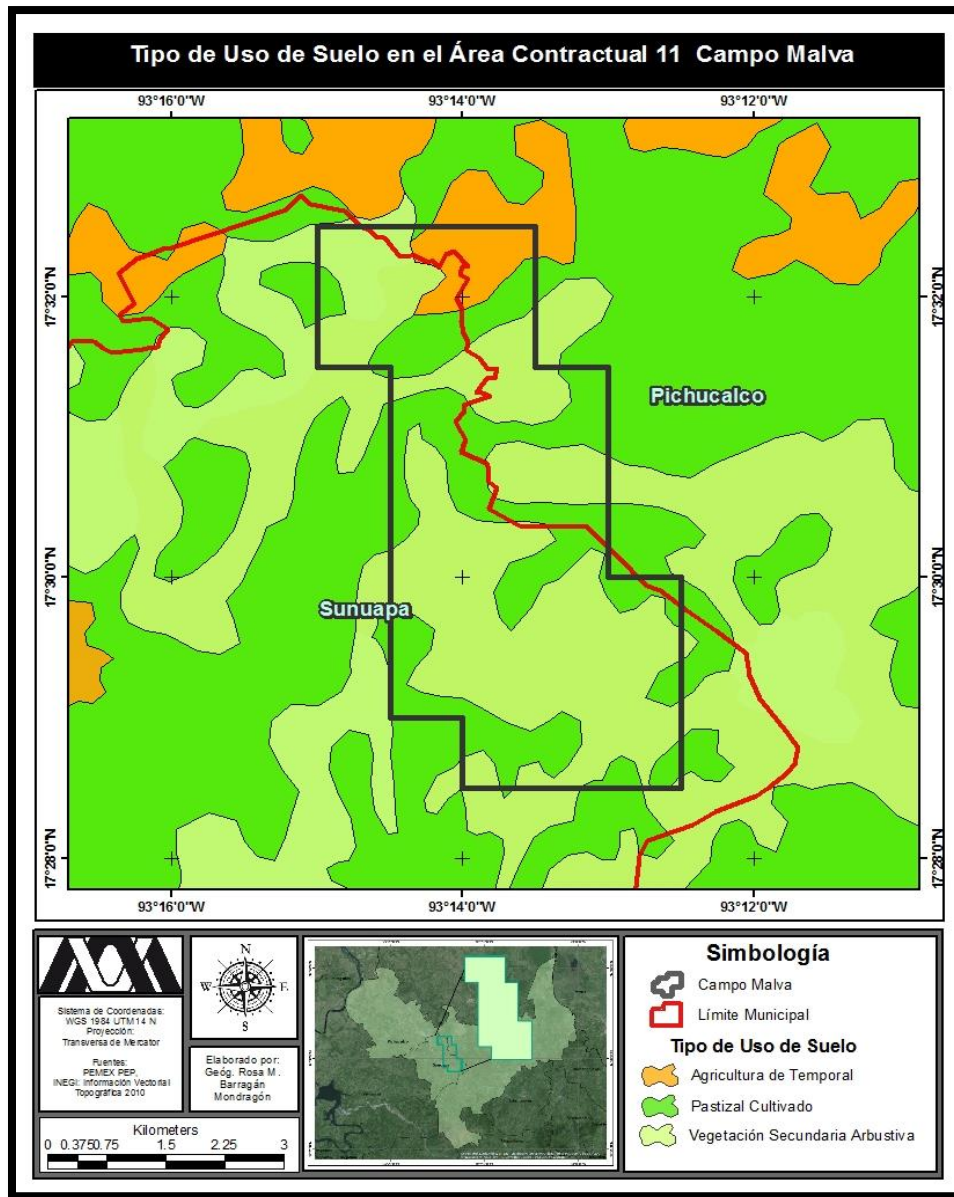 Tipo de Uso de Suelo en el Área Contractual 11 Campo Malva
93°16'0"W 93°14'0"W 93°12'0"W
17°32'0"N 17°32'0"N
Pichucalco
17°30'0"N 17°30'0"N
Sunuapa
17°28'0"N 17°28'0"N
93°16'0"W 93°14'0"W 93°12'0"W
Sistema de Coordenadas:
WGS 1984 UTM14 N
Proyección:
Transversa de Mercator
Fuentes:
PEMEX PEP,
INEGI: Información Vectorial
Topográfica 2010
N
W E
S
Elaborado por:
Geóg. Rosa M.
Barragán
Mondragón
Kilometers
0 0.3750.75 1.5 2.25 3
Simbología
Campo Malva
Límite Municipal
Tipo de Uso de Suelo
Agricultura de Temporal
Pastizal Cultivado
Vegetación Secundaria Arbustiva